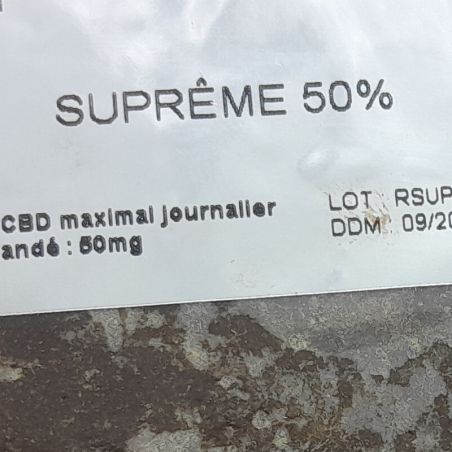 SUPRÊME 50%
CBD maximal journalier
andé : 50mg
LOT : RSUP
DDM : 09/20